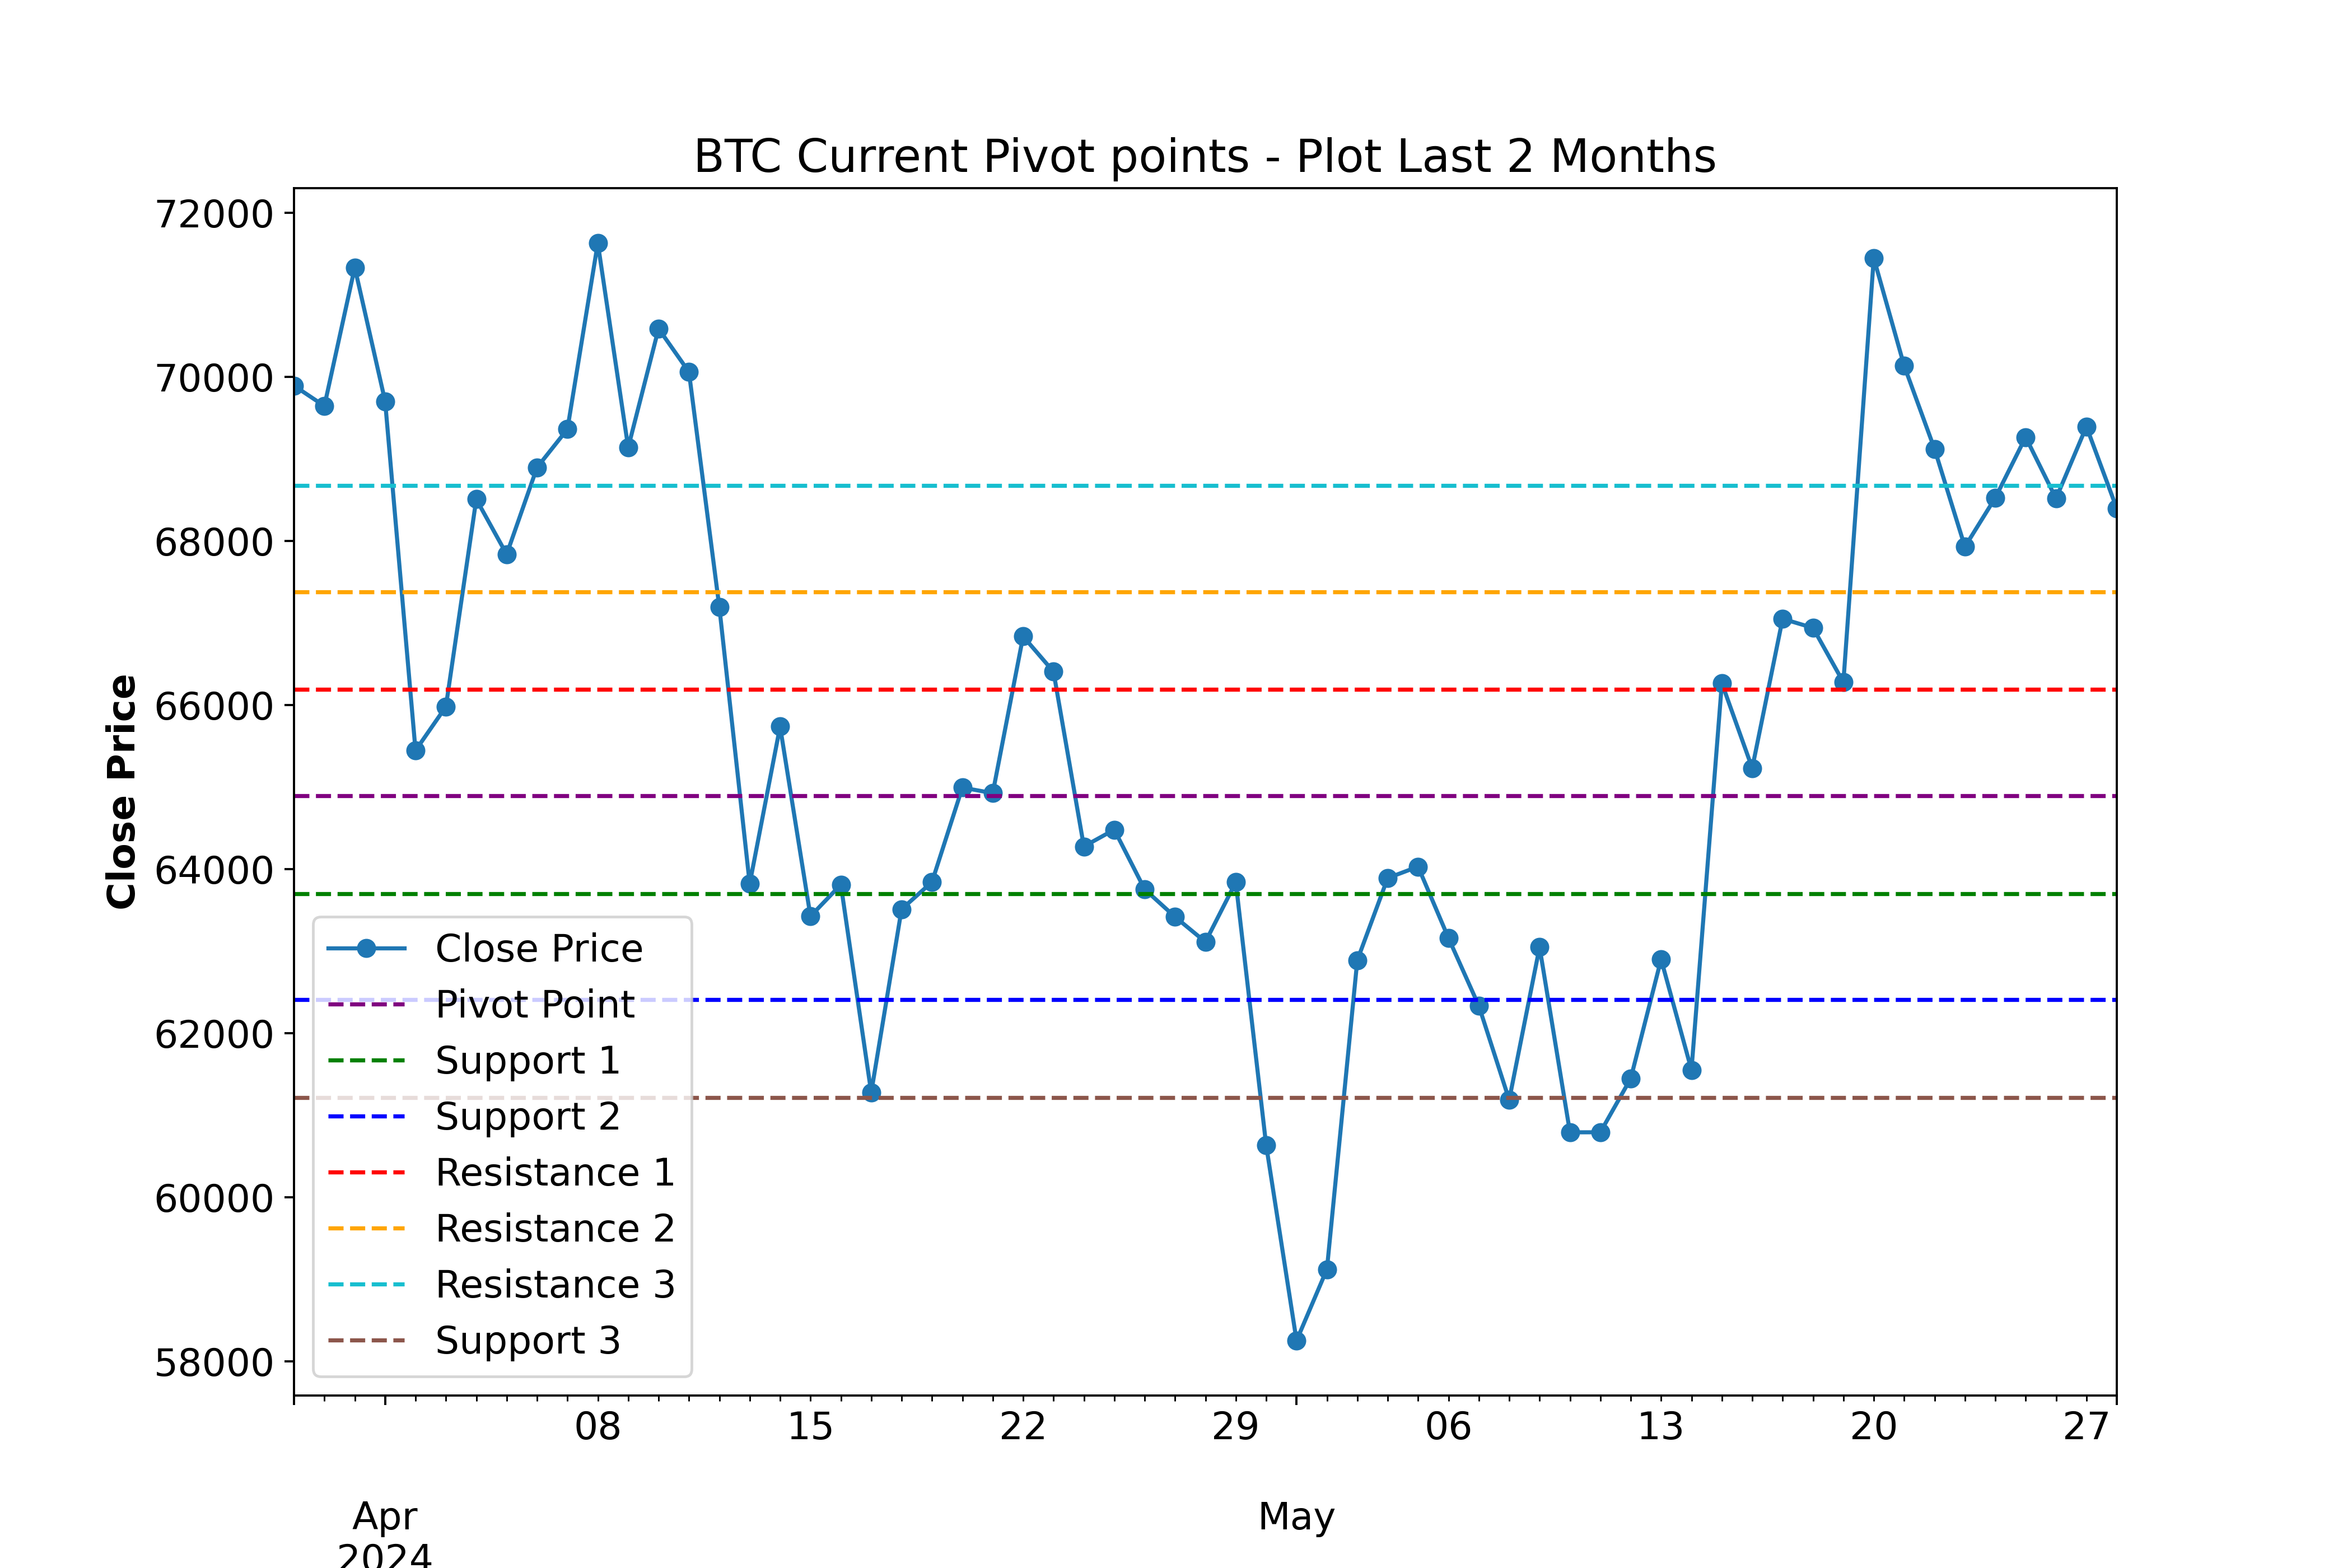 BTC Current Pivot points - Plot Last 2 Months
72000
70000
68000
66000
64000
62000
60000
58000
Close Price
Close Price
Pivot Point
Support 1
Support 2
Resistance 1
Resistance 2
Resistance 3
Support 3
08 15 22 29 06 13 20 27
Apr May
2024